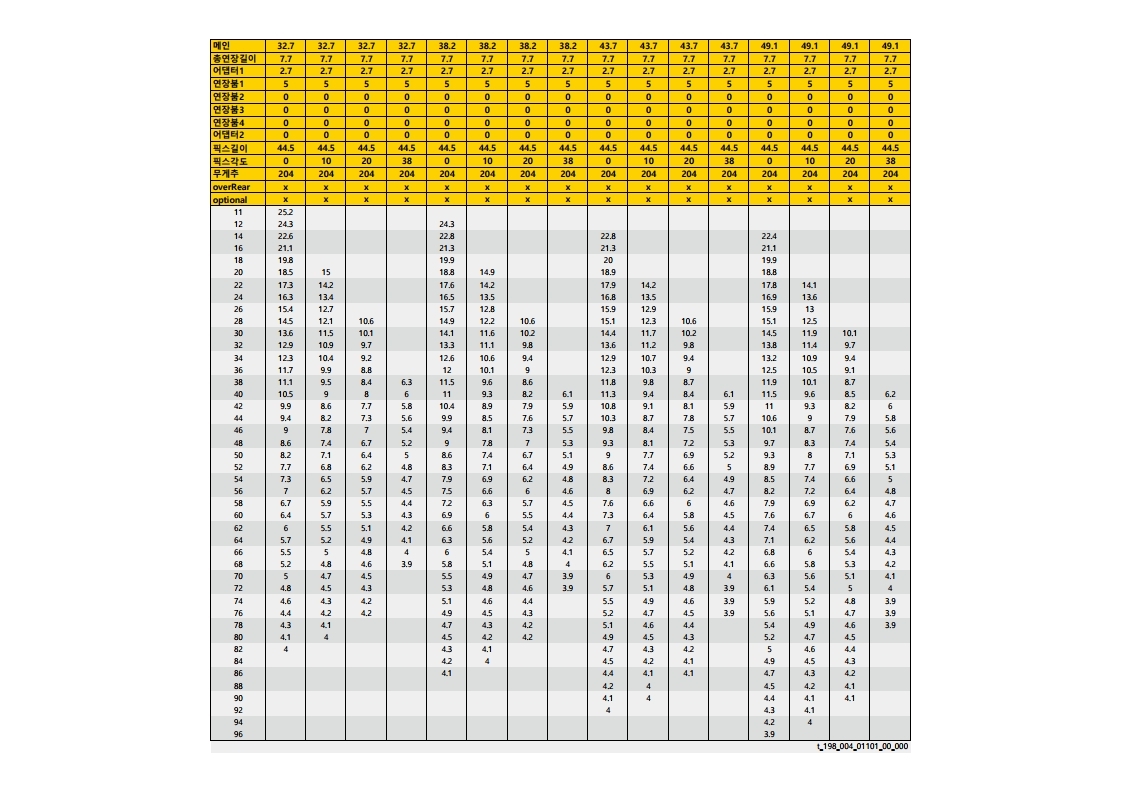 메인 32.7 32.7 32.7 32.7 38.2 38.2 38.2 38.2 43.7 43.7 43.7 43.7 49.1 49.1 49.1 49.1
총연장길이 7.7 7.7 7.7 7.7 7.7 7.7 7.7 7.7 7.7 7.7 7.7 7.7 7.7 7.7 7.7 7.7
어댑터1 2.7 2.7 2.7 2.7 2.7 2.7 2.7 2.7 2.7 2.7 2.7 2.7 2.7 2.7 2.7 2.7
연장붐1 5 5 5 5 5 5 5 5 5 5 5 5 5 5 5 5
연장붐2 0 0 0 0 0 0 0 0 0 0 0 0 0 0 0 0
연장붐3 0 0 0 0 0 0 0 0 0 0 0 0 0 0 0 0
연장붐4 0 0 0 0 0 0 0 0 0 0 0 0 0 0 0 0
어댑터2 0 0 0 0 0 0 0 0 0 0 0 0 0 0 0 0
픽스길이 44.5 44.5 44.5 44.5 44.5 44.5 44.5 44.5 44.5 44.5 44.5 44.5 44.5 44.5 44.5 44.5
픽스각도 0 10 20 38 0 10 20 38 0 10 20 38 0 10 20 38
무게추 204 204 204 204 204 204 204 204 204 204 204 204 204 204 204 204
overRear x x x x x x x x x x x x x x x x
optional x x x x x x x x x x x x x x x x
11 25.2
12 24.3 24.3
14 22.6 22.8 22.8 22.4
16 21.1 21.3 21.3 21.1
18 19.8 19.9 20 19.9
20 18.5 15 18.8 14.9 18.9 18.8
22 17.3 14.2 17.6 14.2 17.9 14.2 17.8 14.1
24 16.3 13.4 16.5 13.5 16.8 13.5 16.9 13.6
26 15.4 12.7 15.7 12.8 15.9 12.9 15.9 13
28 14.5 12.1 10.6 14.9 12.2 10.6 15.1 12.3 10.6 15.1 12.5
30 13.6 11.5 10.1 14.1 11.6 10.2 14.4 11.7 10.2 14.5 11.9 10.1
32 12.9 10.9 9.7 13.3 11.1 9.8 13.6 11.2 9.8 13.8 11.4 9.7
34 12.3 10.4 9.2 12.6 10.6 9.4 12.9 10.7 9.4 13.2 10.9 9.4
36 11.7 9.9 8.8 12 10.1 9 12.3 10.3 9 12.5 10.5 9.1
38 11.1 9.5 8.4 6.3 11.5 9.6 8.6 11.8 9.8 8.7 11.9 10.1 8.7
40 10.5 9 8 6 11 9.3 8.2 6.1 11.3 9.4 8.4 6.1 11.5 9.6 8.5 6.2
42 9.9 8.6 7.7 5.8 10.4 8.9 7.9 5.9 10.8 9.1 8.1 5.9 11 9.3 8.2 6
44 9.4 8.2 7.3 5.6 9.9 8.5 7.6 5.7 10.3 8.7 7.8 5.7 10.6 9 7.9 5.8
46 9 7.8 7 5.4 9.4 8.1 7.3 5.5 9.8 8.4 7.5 5.5 10.1 8.7 7.6 5.6
48 8.6 7.4 6.7 5.2 9 7.8 7 5.3 9.3 8.1 7.2 5.3 9.7 8.3 7.4 5.4
50 8.2 7.1 6.4 5 8.6 7.4 6.7 5.1 9 7.7 6.9 5.2 9.3 8 7.1 5.3
52 7.7 6.8 6.2 4.8 8.3 7.1 6.4 4.9 8.6 7.4 6.6 5 8.9 7.7 6.9 5.1
54 7.3 6.5 5.9 4.7 7.9 6.9 6.2 4.8 8.3 7.2 6.4 4.9 8.5 7.4 6.6 5
56 7 6.2 5.7 4.5 7.5 6.6 6 4.6 8 6.9 6.2 4.7 8.2 7.2 6.4 4.8
58 6.7 5.9 5.5 4.4 7.2 6.3 5.7 4.5 7.6 6.6 6 4.6 7.9 6.9 6.2 4.7
60 6.4 5.7 5.3 4.3 6.9 6 5.5 4.4 7.3 6.4 5.8 4.5 7.6 6.7 6 4.6
62 6 5.5 5.1 4.2 6.6 5.8 5.4 4.3 7 6.1 5.6 4.4 7.4 6.5 5.8 4.5
64 5.7 5.2 4.9 4.1 6.3 5.6 5.2 4.2 6.7 5.9 5.4 4.3 7.1 6.2 5.6 4.4
66 5.5 5 4.8 4 6 5.4 5 4.1 6.5 5.7 5.2 4.2 6.8 6 5.4 4.3
68 5.2 4.8 4.6 3.9 5.8 5.1 4.8 4 6.2 5.5 5.1 4.1 6.6 5.8 5.3 4.2
70 5 4.7 4.5 5.5 4.9 4.7 3.9 6 5.3 4.9 4 6.3 5.6 5.1 4.1
72 4.8 4.5 4.3 5.3 4.8 4.6 3.9 5.7 5.1 4.8 3.9 6.1 5.4 5 4
74 4.6 4.3 4.2 5.1 4.6 4.4 5.5 4.9 4.6 3.9 5.9 5.2 4.8 3.9
76 4.4 4.2 4.2 4.9 4.5 4.3 5.2 4.7 4.5 3.9 5.6 5.1 4.7 3.9
78 4.3 4.1 4.7 4.3 4.2 5.1 4.6 4.4 5.4 4.9 4.6 3.9
80 4.1 4 4.5 4.2 4.2 4.9 4.5 4.3 5.2 4.7 4.5
82 4 4.3 4.1 4.7 4.3 4.2 5 4.6 4.4
84 4.2 4 4.5 4.2 4.1 4.9 4.5 4.3
86 4.1 4.4 4.1 4.1 4.7 4.3 4.2
88 4.2 4 4.5 4.2 4.1
90 4.1 4 4.4 4.1 4.1
92 4 4.3 4.1
94 4.2 4
96 3.9
t_198_004_01101_00_000